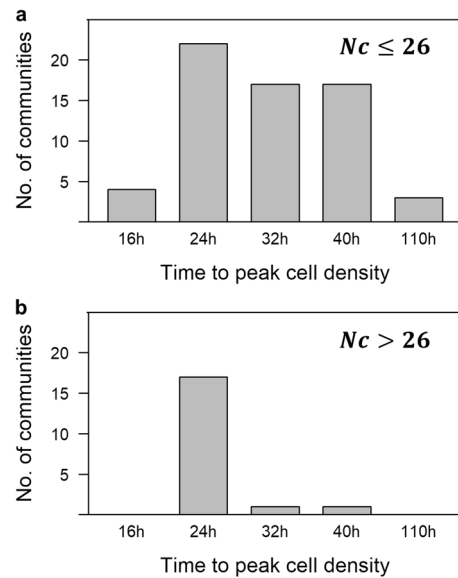 a
Nc ≤ 26
No. of communities
20
15
10
5
16h 24h 32h 40h 110h
Time to peak cell density
b
Nc > 26
No. of communities
20
15
10
5
16h 24h 32h 40h 110h
Time to peak cell density